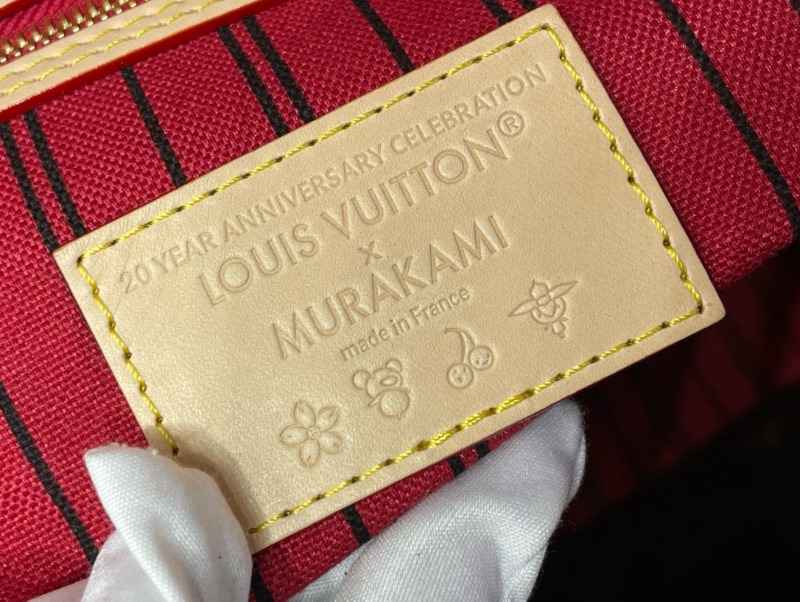 20 YEAR ANNIVERSARY CELEBRATION
LOUIS VUITTON®
x
MURAKAMI
made in France